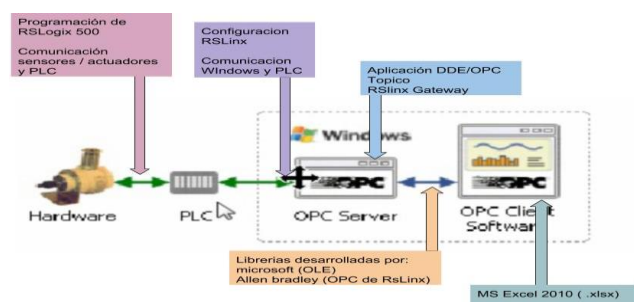 Programación de
RSLogix 500
Comunicación
sensores / actuadores
y PLC
Configuracion
RSLinx
Comunicacion
WIndows y PLC
Aplicación DDE/OPC
Topico
RSlinx Gateway
Windows
OPC
OPC
Hardware
PLC
OPC Server
OPC Client
Software
Librerias desarrolladas por:
microsoft (OLE)
Allen bradley (OPC de RsLinx)
MS Excel 2010 ( .xlsx)